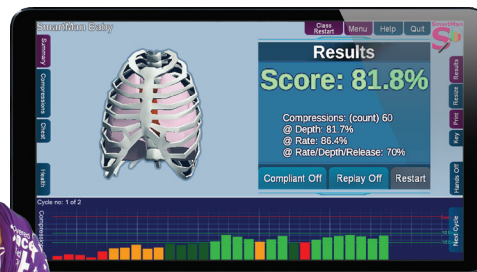 SmartMan Baby
Class
Restart
Menu
Help
Quit
SmartMan
Summary
Compressions
Chest
Health
Results
Score: 81.8%
Compressions: (count) 60
@ Depth: 81.7%
@ Rate: 86.4%
@ Rate/Depth/Release: 70%
Compliant Off
Replay Off
Restart
Results
Resize
Print
Key
Hands Off
Next Cycle
Cycle no: 1 of 2
Compressions